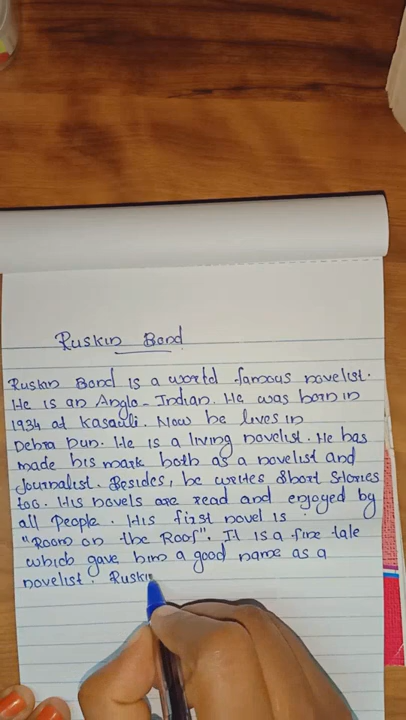 Ruskin Bond
Ruskin Bond is a world famous novelist.
He is an Anglo-Indian. He was born in
1934 at Kasauli. Now he lives in
Dehra Dun. He is a living novelist. He has
made his mark both as a novelist and
Journalist. Besides, he writes Short Stories
too. His novels are read and enjoyed by
all People. His first novel is :
"Room on the Roof". It is a fine tale
which gave him a good name as a
novelist. Ruskin